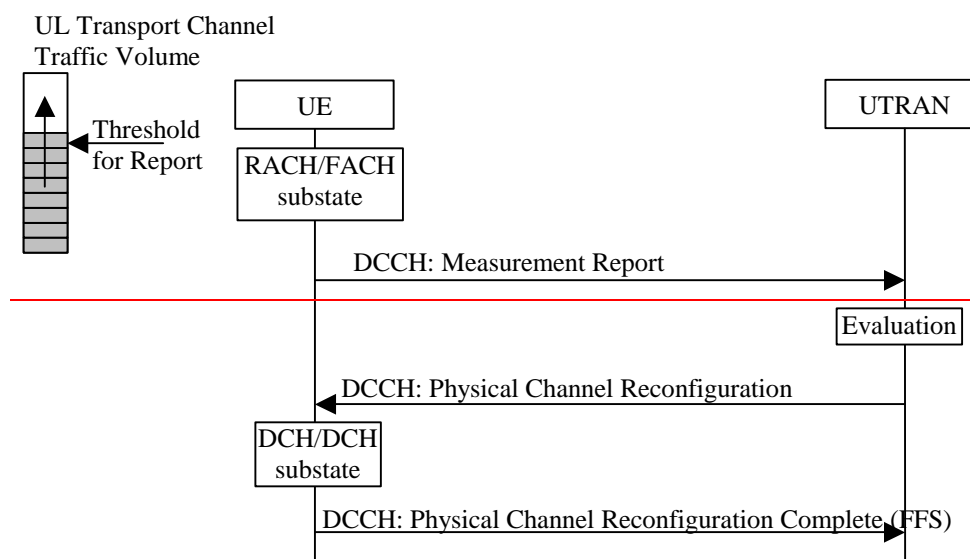 UL Transport Channel
Traffic Volume
UE
UTRAN
Threshold
for Report
RACH/FACH
substate
DCCH: Measurement Report
Evaluation
DCCH: Physical Channel Reconfiguration
DCH/DCH
substate
DCCH: Physical Channel Reconfiguration Complete (FFS)